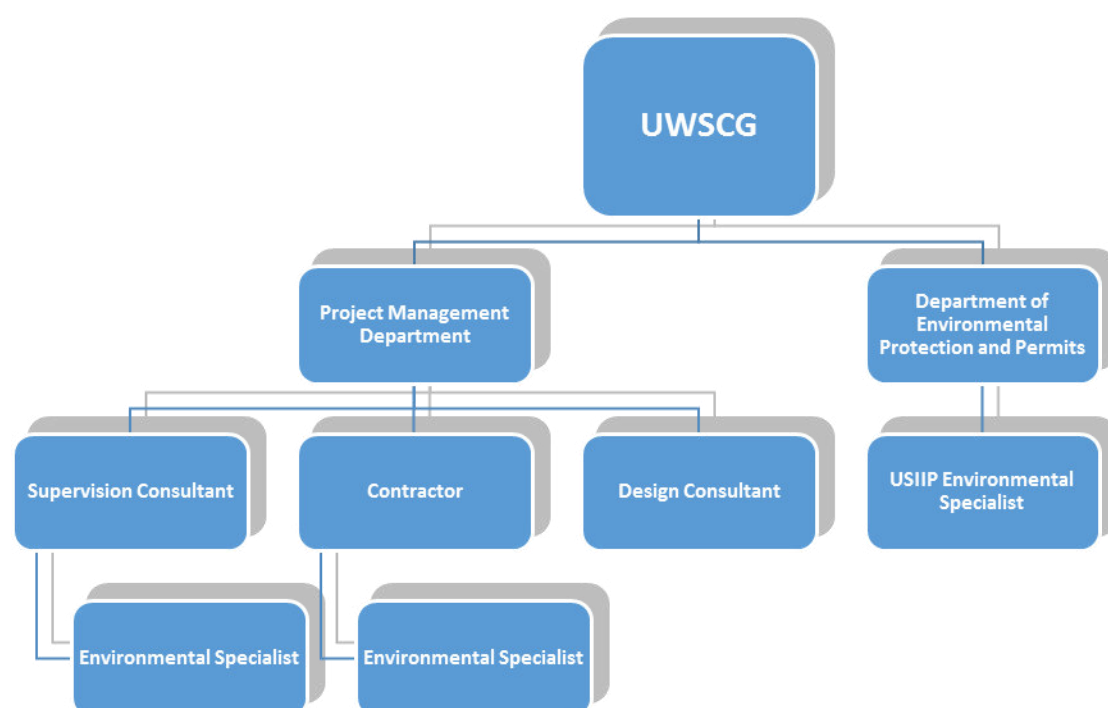 UWSCG
Project Management
Department
Department of
Environmental
Protection and Permits
Supervision Consultant
Contractor
Design Consultant
USIIP Environmental
Specialist
Environmental Specialist
Environmental Specialist